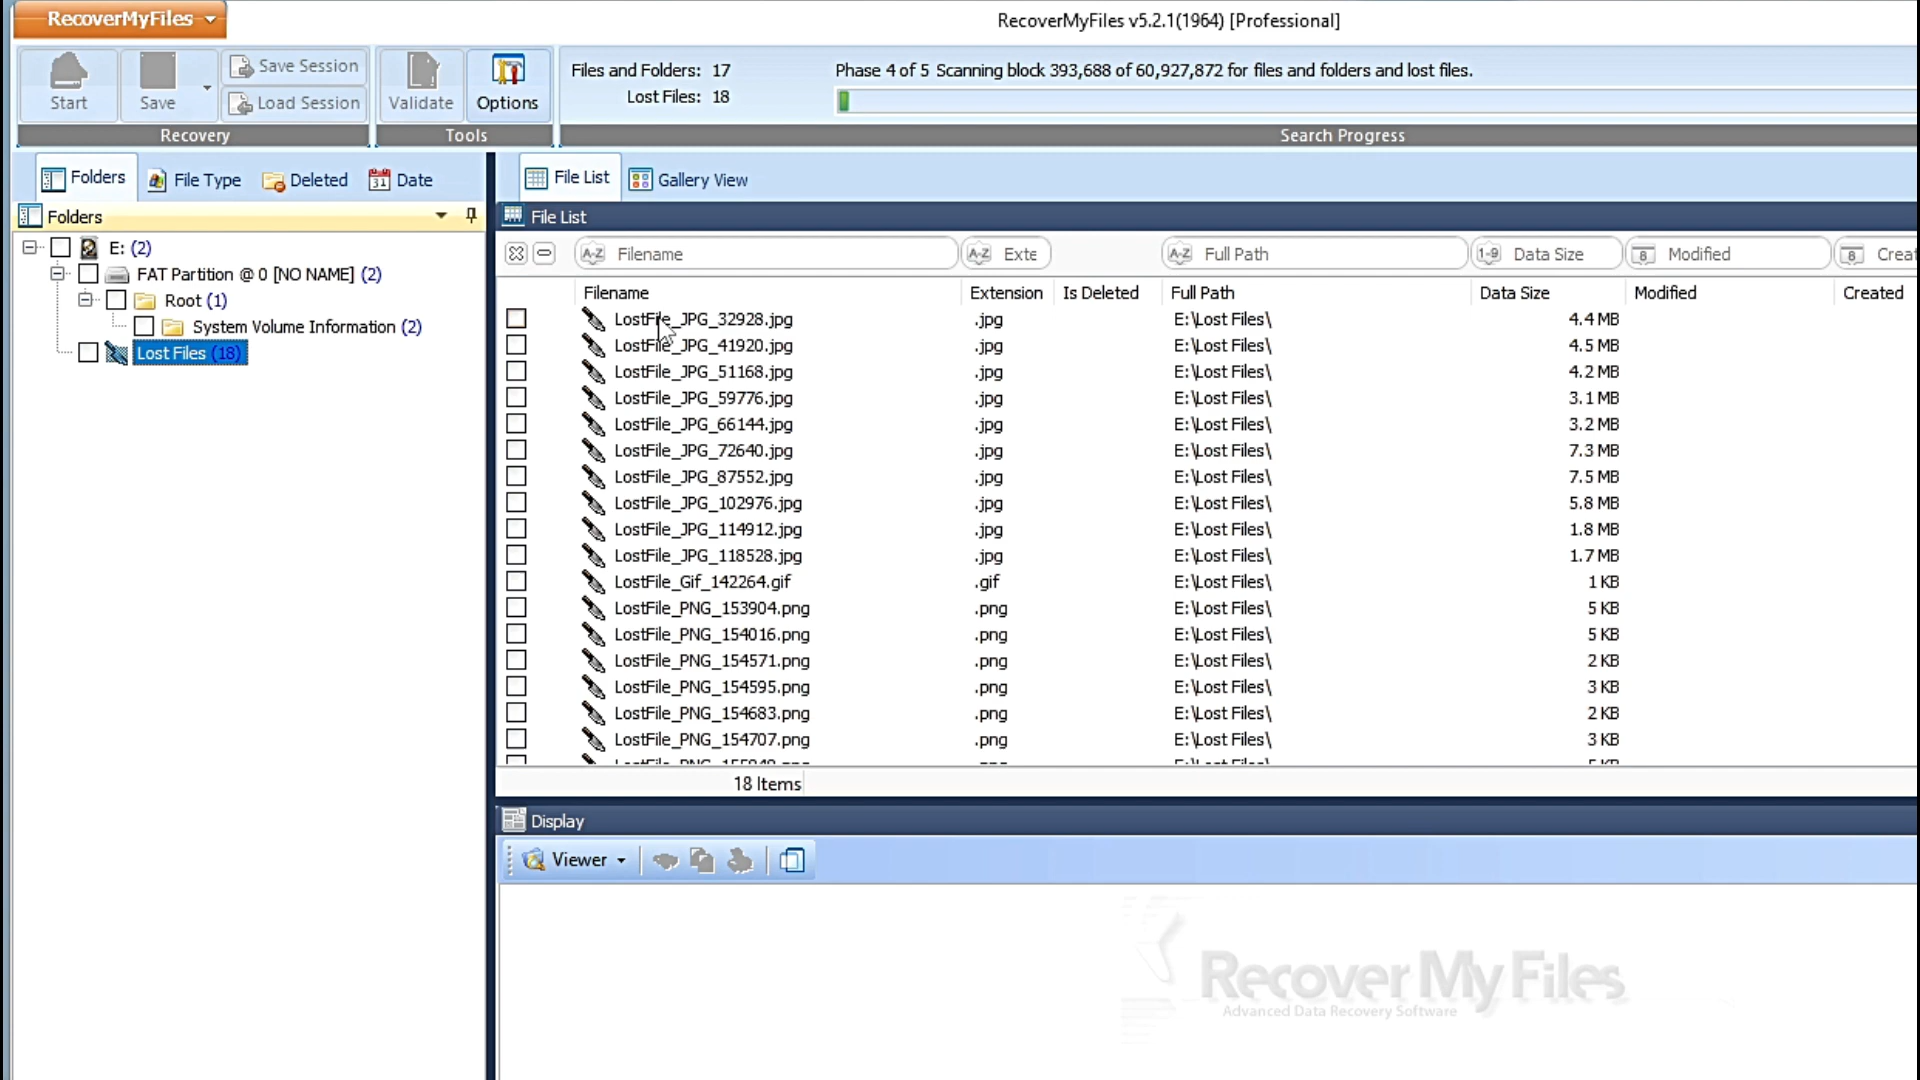 RecoverMyFiles
RecoverMyFiles v5.2.1(1964) [Professional]
Start
Save
Save Session
Load Session
Validate
Options
Files and Folders: 17
Lost Files: 18
Phase 4 of 5 Scanning block 393,688 of 60,927,872 for files and folders and lost files.
Recovery
Tools
Search Progress
Folders
File Type
Deleted
31
Date
File List
Gallery View
Folders
E: (2)
FAT Partition @ 0 [NO NAME] (2)
Root (1)
System Volume Information (2)
Lost Files (18)
File List
A-Z Filename
A-Z Exte
A-Z Full Path
1-9 Data Size
8 Modified
8 Creat
Filename Extension Is Deleted Full Path Data Size Modified Created
LostFile_JPG_32928.jpg .jpg E:\Lost Files\ 4.4 MB
LostFile_JPG_41920.jpg .jpg E:\Lost Files\ 4.5 MB
LostFile_JPG_51168.jpg .jpg E:\Lost Files\ 4.2 MB
LostFile_JPG_59776.jpg .jpg E:\Lost Files\ 3.1 MB
LostFile_JPG_66144.jpg .jpg E:\Lost Files\ 3.2 MB
LostFile_JPG_72640.jpg .jpg E:\Lost Files\ 7.3 MB
LostFile_JPG_87552.jpg .jpg E:\Lost Files\ 7.5 MB
LostFile_JPG_102976.jpg .jpg E:\Lost Files\ 5.8 MB
LostFile_JPG_114912.jpg .jpg E:\Lost Files\ 1.8 MB
LostFile_JPG_118528.jpg .jpg E:\Lost Files\ 1.7 MB
LostFile_Gif_142264.gif .gif E:\Lost Files\ 1 KB
LostFile_PNG_153904.png .png E:\Lost Files\ 5 KB
LostFile_PNG_154016.png .png E:\Lost Files\ 5 KB
LostFile_PNG_154571.png .png E:\Lost Files\ 2 KB
LostFile_PNG_154595.png .png E:\Lost Files\ 3 KB
LostFile_PNG_154683.png .png E:\Lost Files\ 2 KB
LostFile_PNG_154707.png .png E:\Lost Files\ 3 KB
18 Items
Display
Viewer
Recover My Files
Advanced Data Recovery Software